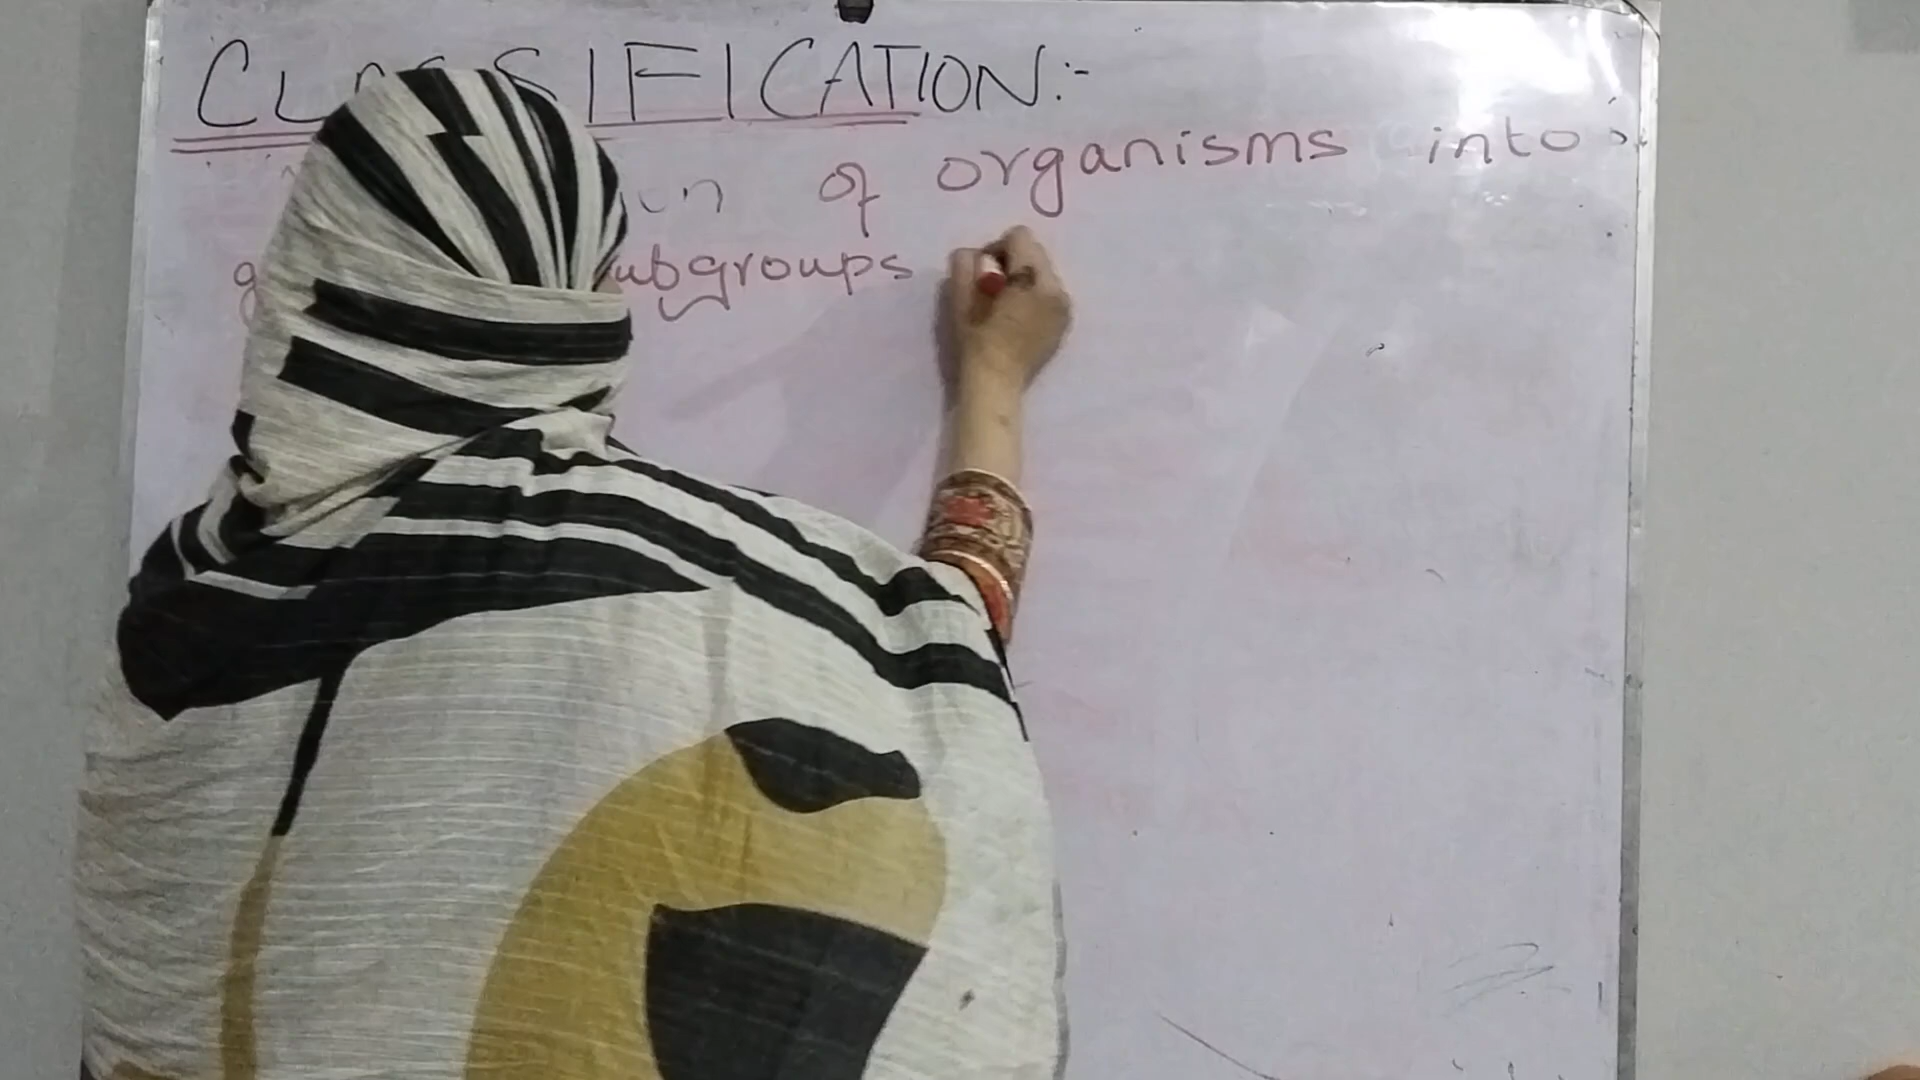 CLASSIFICATION:-
of organisms into
subgroups